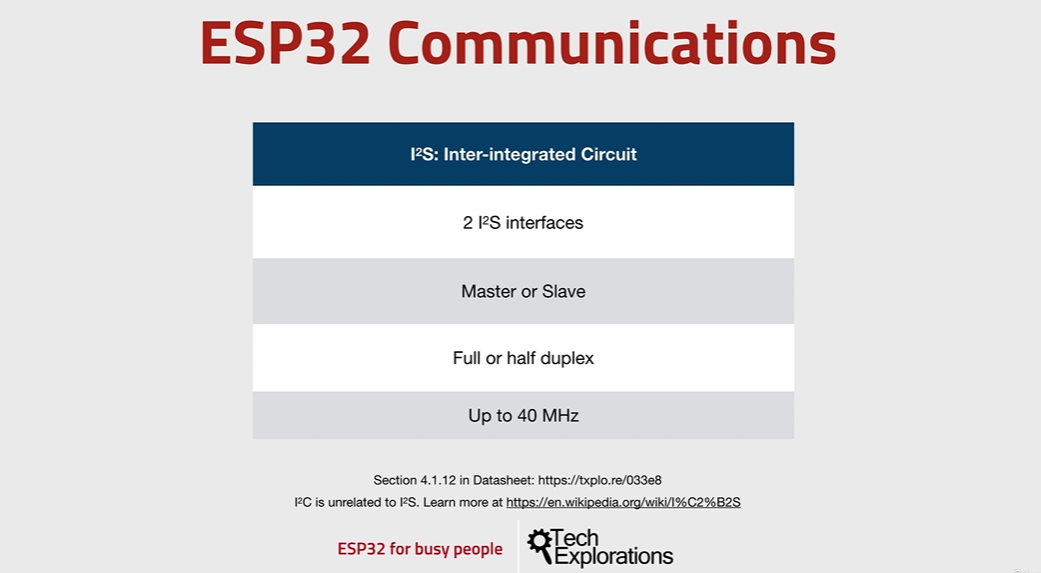 ESP32 Communications
I²S: Inter-integrated Circuit
2 I²S interfaces
Master or Slave
Full or half duplex
Up to 40 MHz
Section 4.1.12 in Datasheet: https://txplo.re/033e8
I²C is unrelated to I²S. Learn more at https://en.wikipedia.org/wiki/I%C2%B2S
ESP32 for busy people
Tech
Explorations